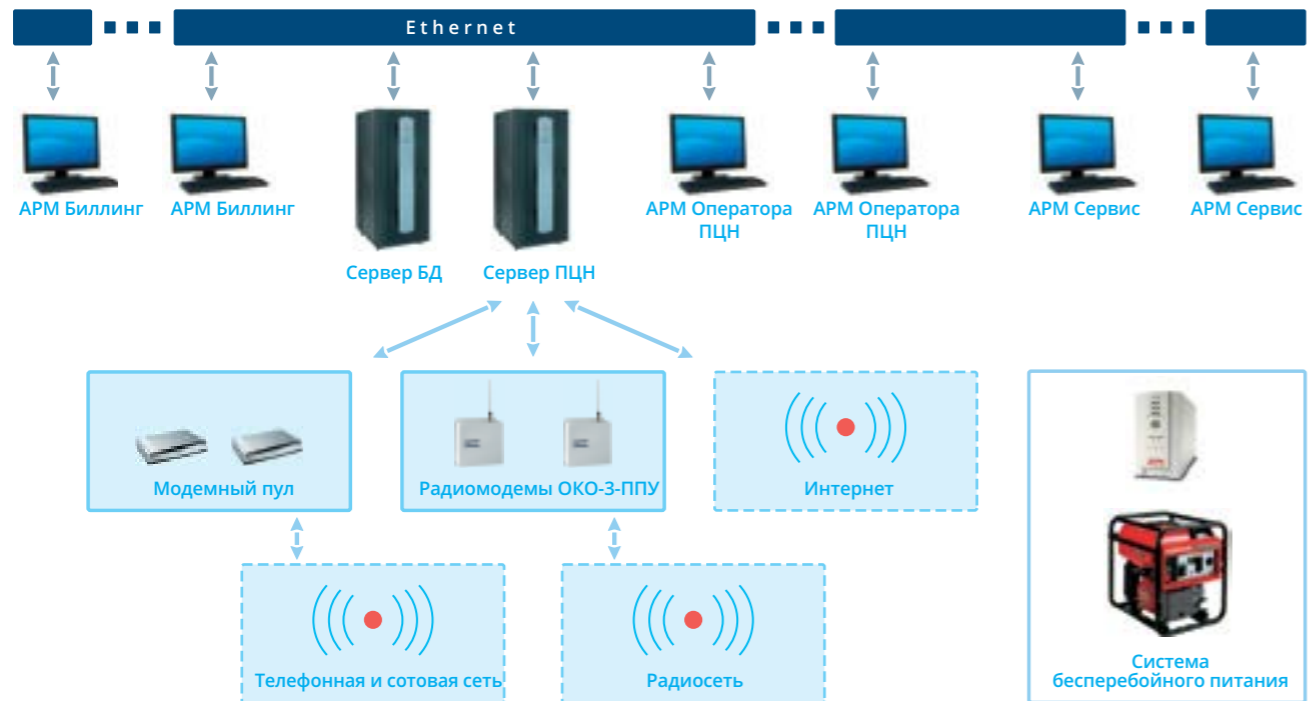 Ethernet
АРМ Биллинг
АРМ Биллинг
АРМ Оператора
ПЦН
АРМ Оператора
ПЦН
АРМ Сервис
АРМ Сервис
Сервер БД
Сервер ПЦН
Модемный пул
Радиомодемы ОКО-3-ППУ
Интернет
Телефонная и сотовая сеть
Радиосеть
Система
бесперебойного питания